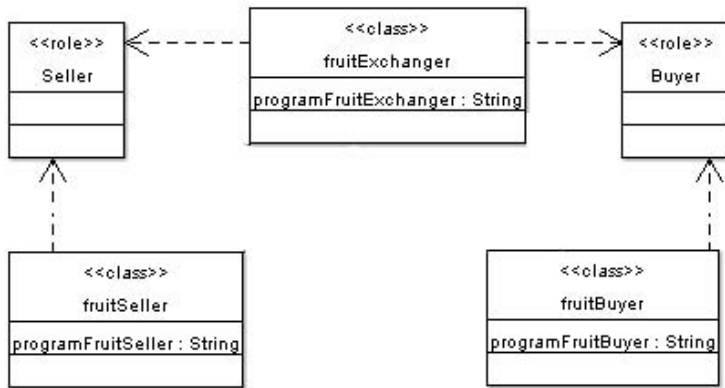 <<role>>
Seller
<<class>>
fruitExchanger
programFruitExchanger : String
<<role>>
Buyer
<<class>>
fruitSeller
programFruitSeller : String
<<class>>
fruitBuyer
programFruitBuyer : String